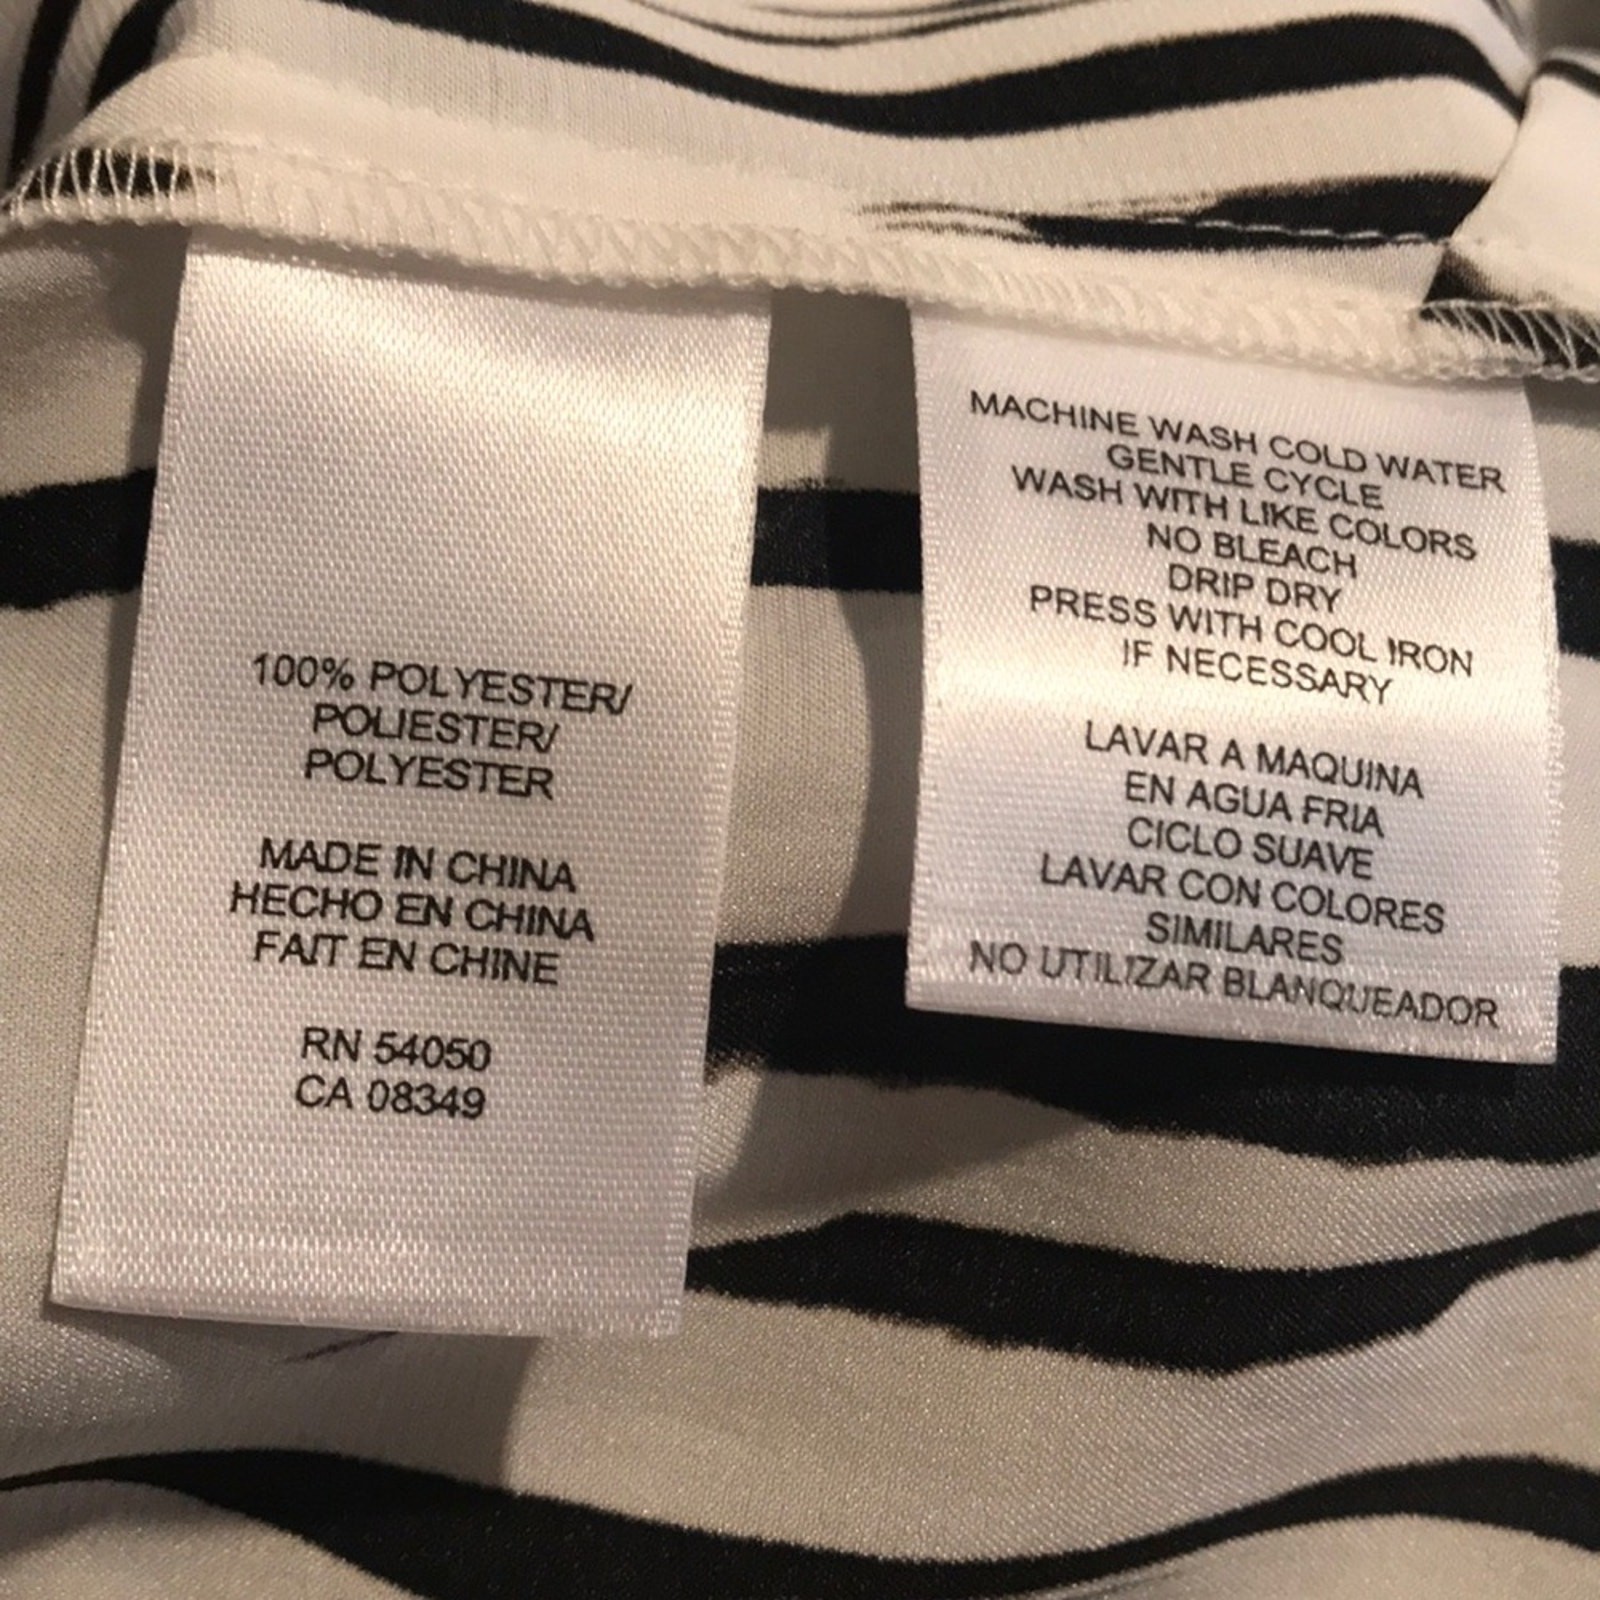 100% POLYESTER/
POLIESTER/
POLYESTER
MADE IN CHINA
HECHO EN CHINA
FAIT EN CHINE
RN 54050
CA 08349
MACHINE WASH COLD WATER
GENTLE CYCLE
WASH WITH LIKE COLORS
NO BLEACH
DRIP DRY
PRESS WITH COOL IRON
IF NECESSARY
LAVAR A MAQUINA
EN AGUA FRIA
CICLO SUAVE
LAVAR CON COLORES
SIMILARES
NO UTILIZAR BLANQUEADOR